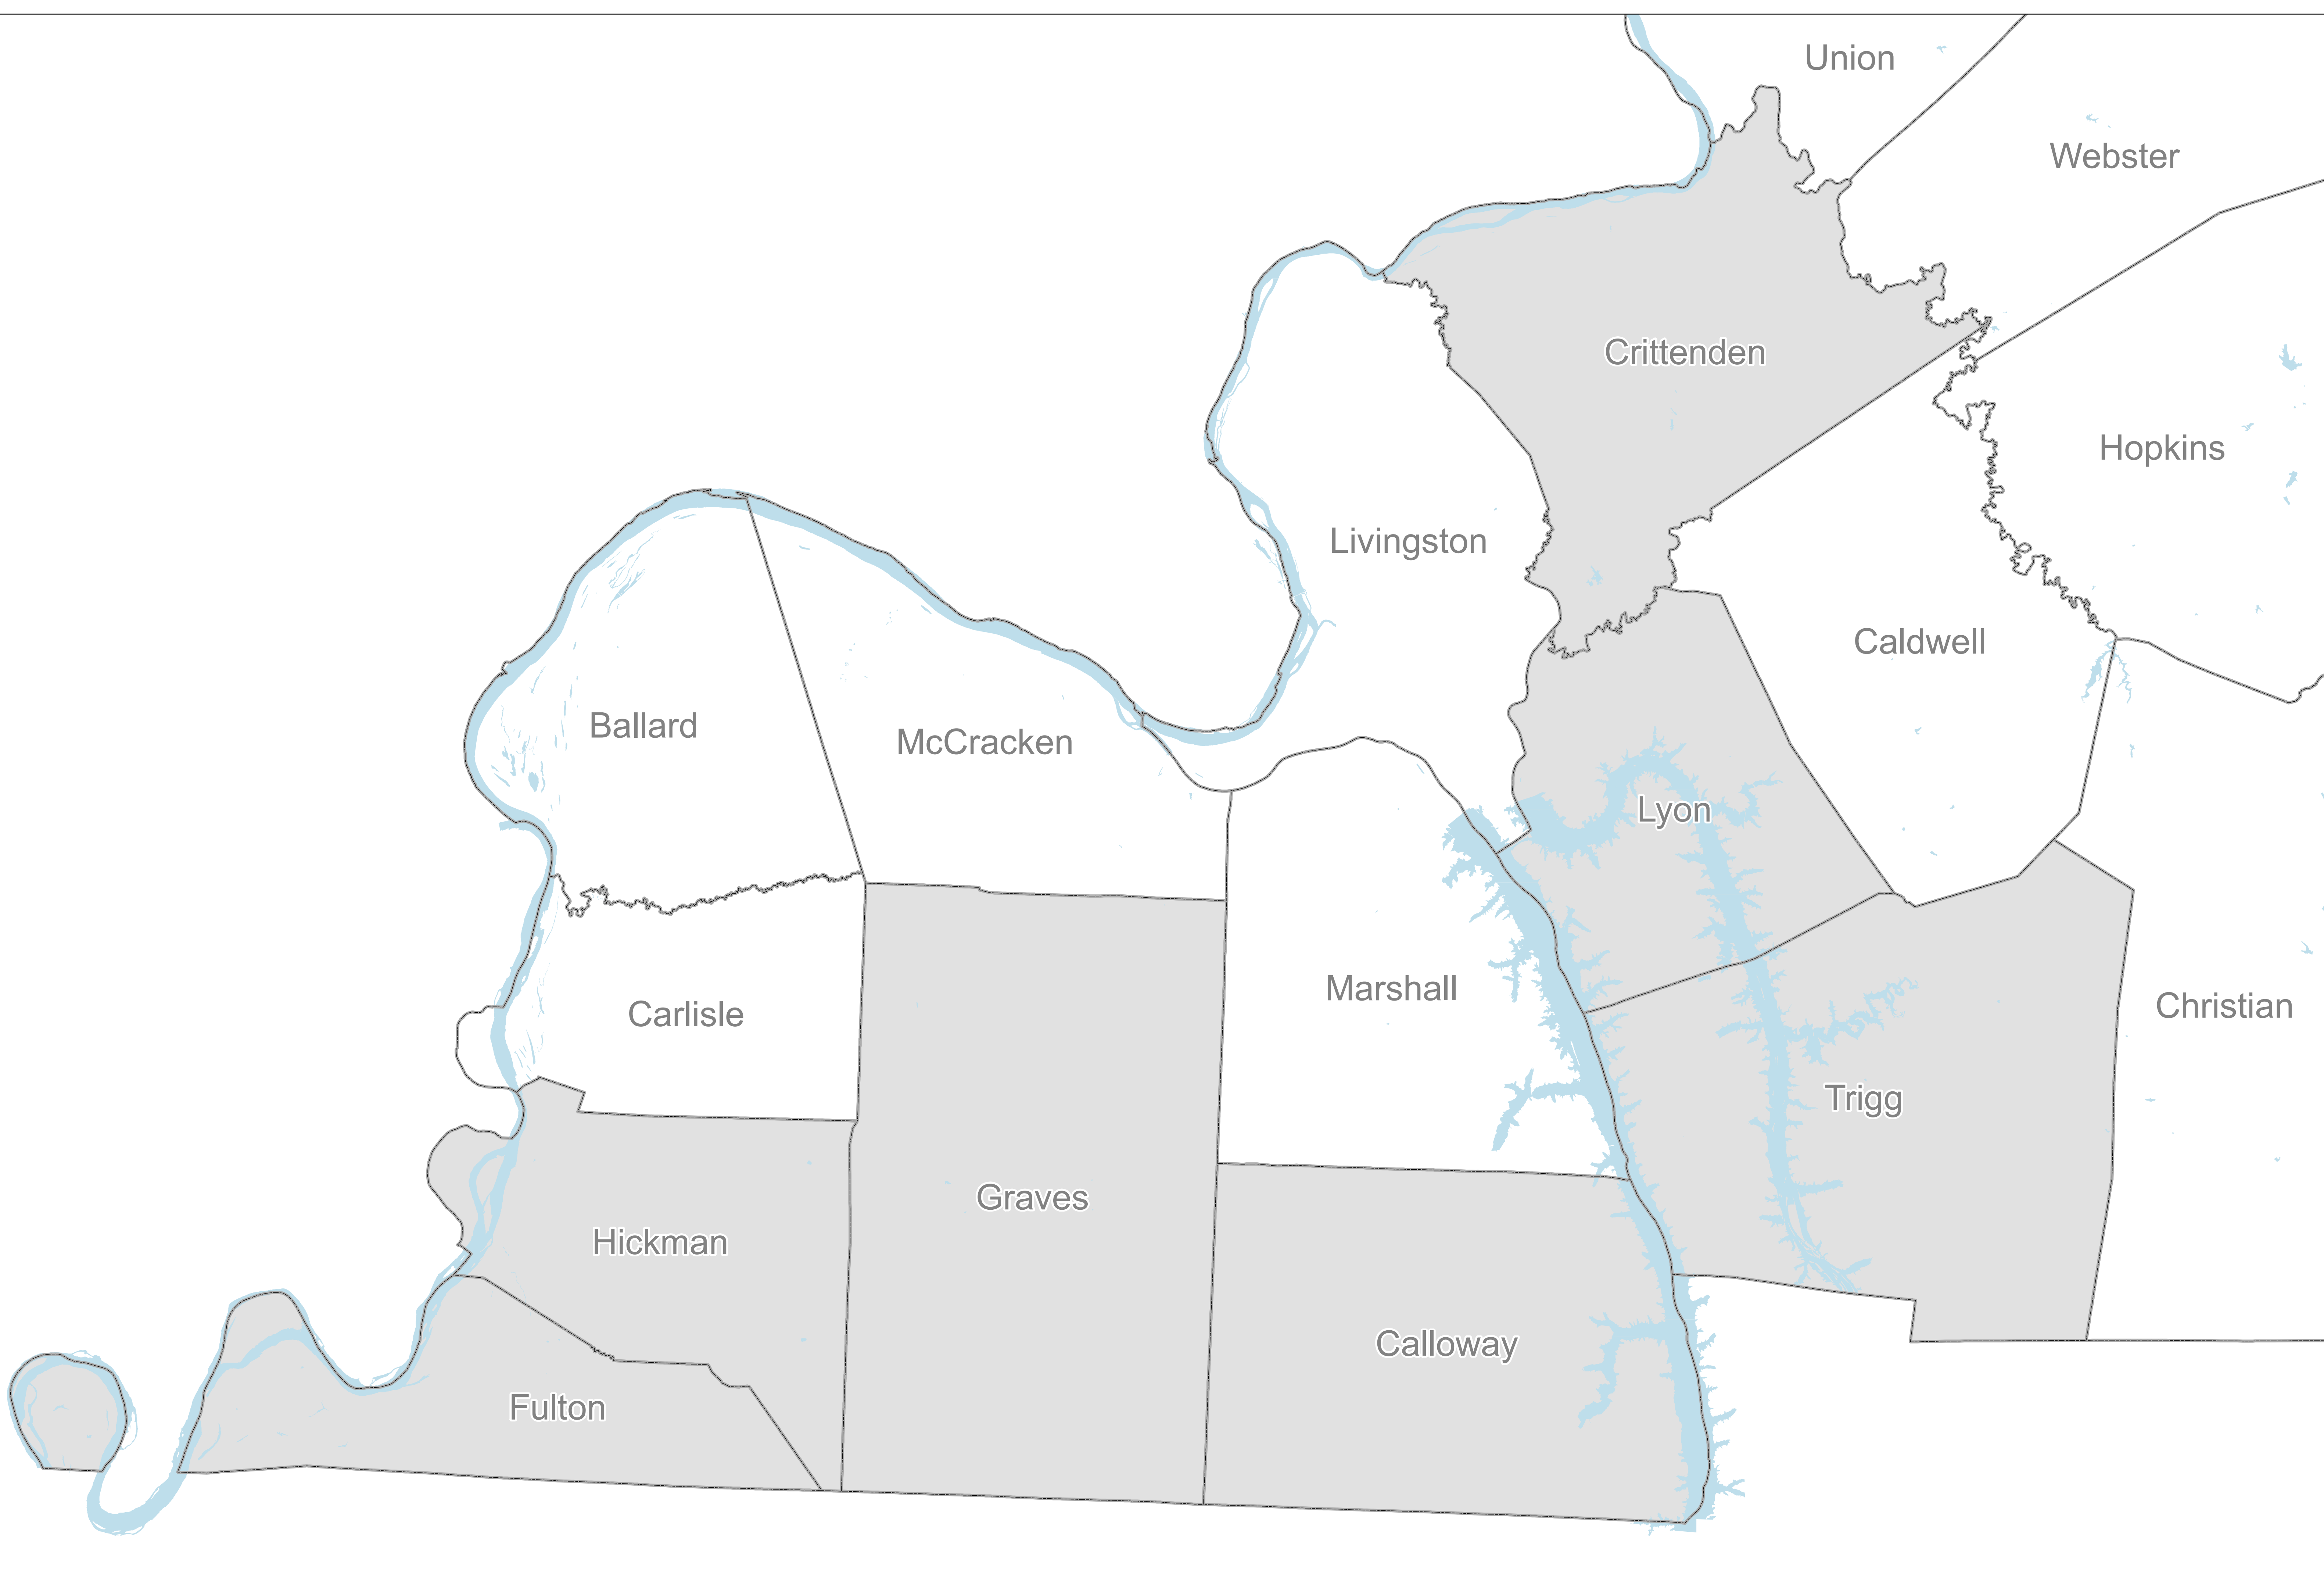 Union
Webster
Crittenden
Hopkins
Livingston
Caldwell
Ballard
McCracken
Lyon
Marshall
Christian
Carlisle
Trigg
Graves
Hickman
Calloway
Fulton